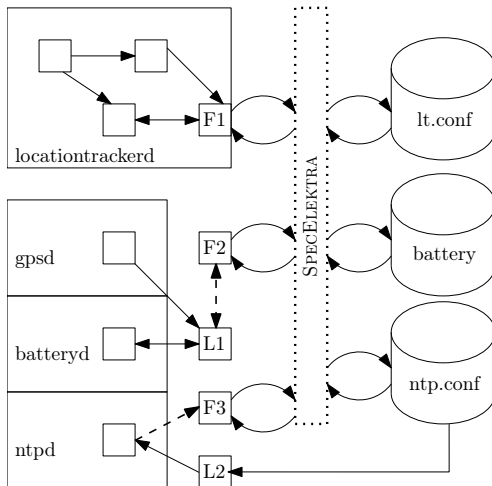 F1
lt.conf
locationtrackerd
SPECELEKTRA
gpsd
F2
battery
batteryd
L1
F3
ntp.conf
ntpd
L2